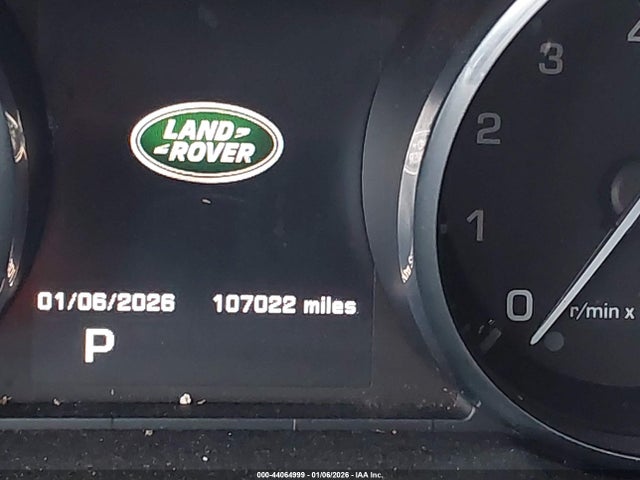 LAND
ROVER
01/06/2026 107022 miles
P
3
2
1
0
r/min x
000-44064999 - 01/06/2026 - IAA Inc.